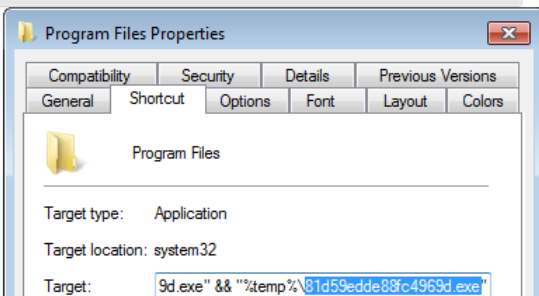 Program Files Properties
Compatibility Security Details Previous Versions
General Shortcut Options Font Layout Colors
Program Files
Target type: Application
Target location: system32
Target: 9d.exe" && "%temp%\81d59edde88fc4969d.exe"